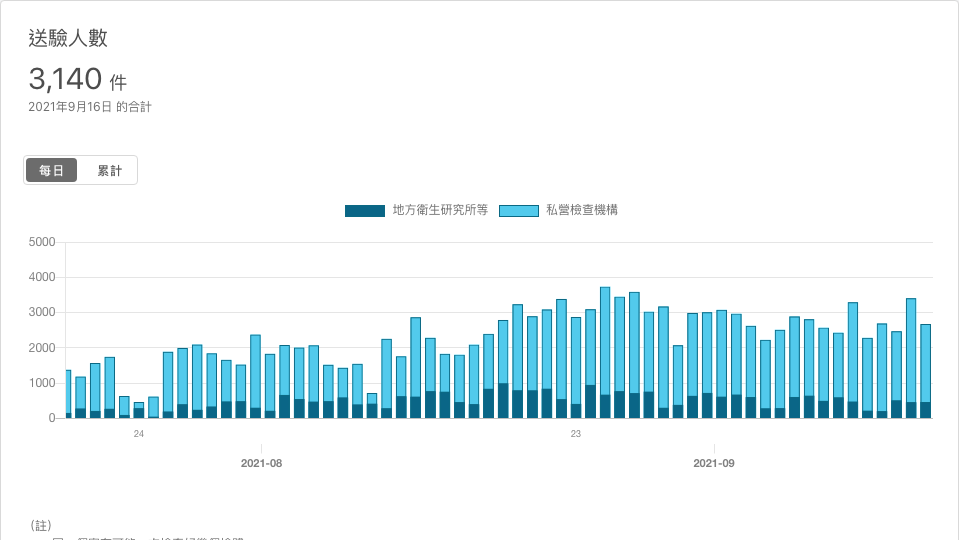 送驗人數
3,140 件
2021年9月16日 的合計
每日 累計
地方衛生研究所等 私營檢查機構
5000
4000
3000
2000
1000
0
24 23
2021-08 2021-09
（註）